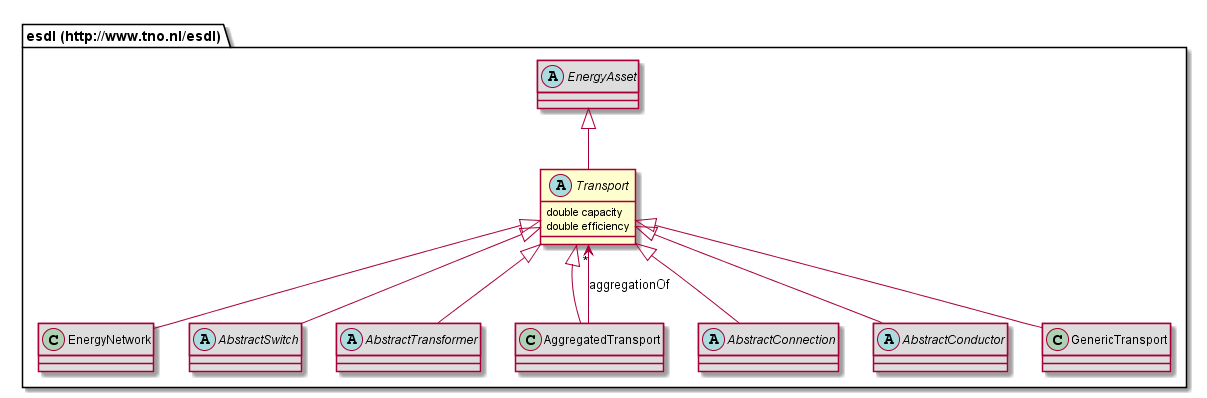 esdl (http://www.tno.nl/esdl)
A EnergyAsset
A Transport
double capacity
double efficiency
*
aggregationOf
C EnergyNetwork
A AbstractSwitch
A AbstractTransformer
C AggregatedTransport
A AbstractConnection
A AbstractConductor
C GenericTransport